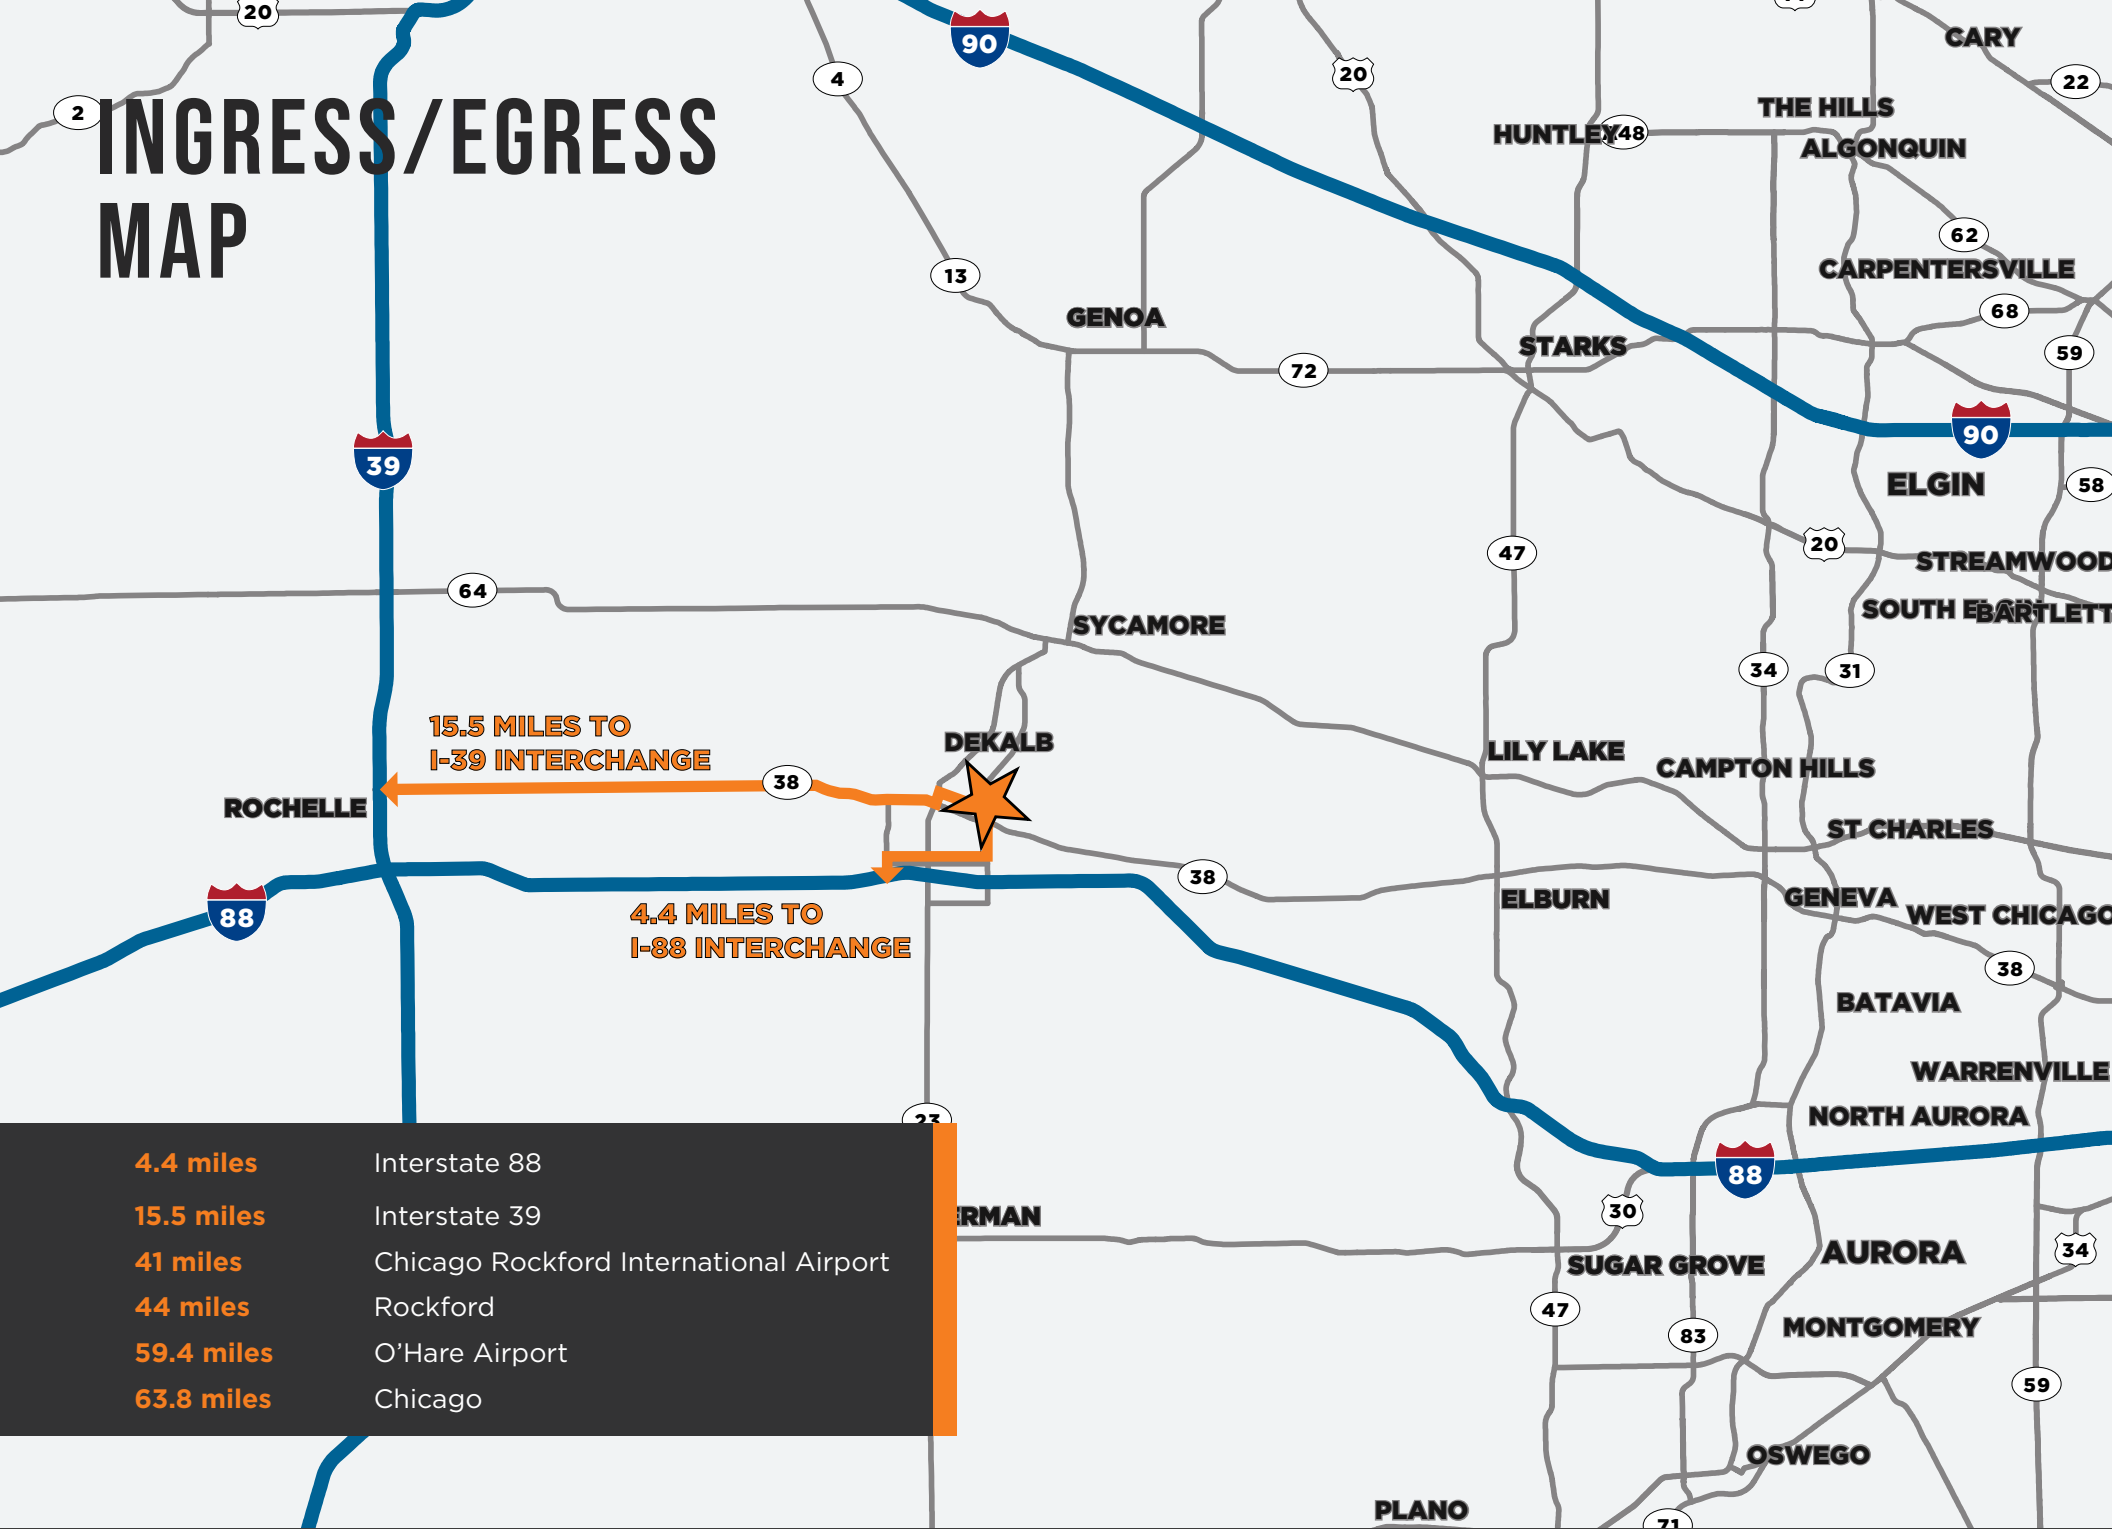 20
90
CARY
4
20
22
2
INGRESS/EGRESS
MAP
THE HILLS
HUNTLEY
48
ALGONQUIN
62
13
CARPENTERSVILLE
GENOA
68
STARKS
59
72
90
39
ELGIN
58
47
20
STREAMWOOD
64
SOUTH
BARTLETT
SYCAMORE
34
31
15.5 MILES TO
I-39 INTERCHANGE
DEKALB
LILY LAKE
CAMPTON HILLS
38
ROCHELLE
ST CHARLES
38
88
4.4 MILES TO
I-88 INTERCHANGE
ELBURN
GENEVA
WEST CHICAGO
38
BATAVIA
WARRENVILLE
23
NORTH AURORA
88
4.4 miles Interstate 88
15.5 miles Interstate 39
41 miles Chicago Rockford International Airport
44 miles Rockford
59.4 miles O’Hare Airport
63.8 miles Chicago
ERMAN
30
SUGAR GROVE
AURORA
34
47
83
MONTGOMERY
59
OSWEGO
PLANO
71